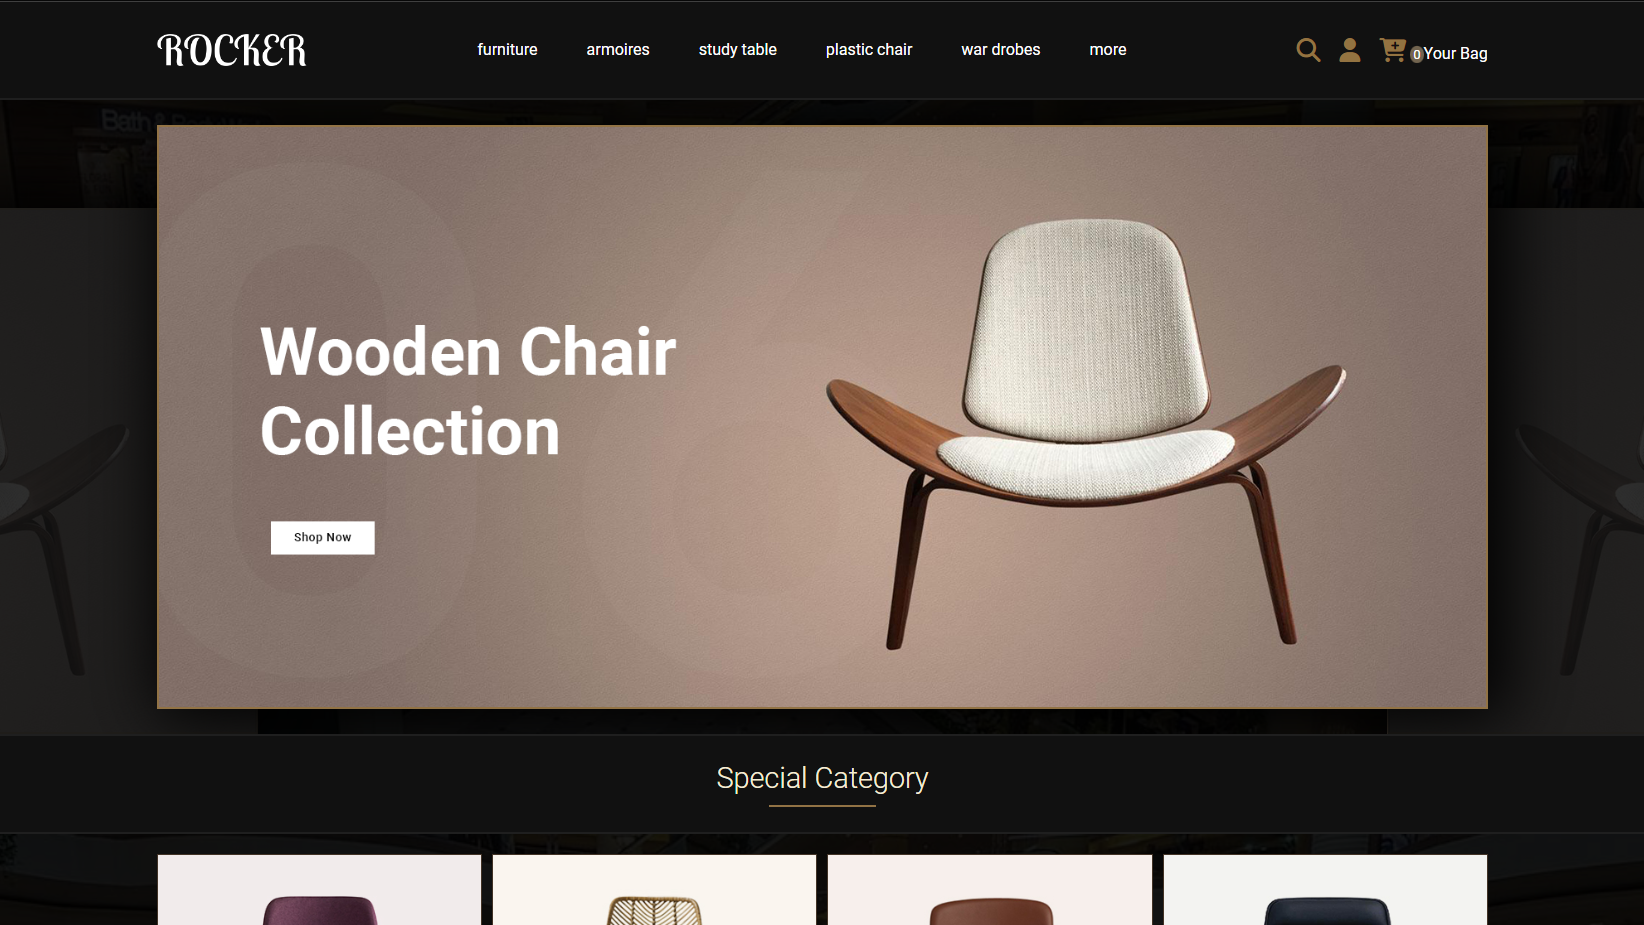 ROCKER
furniture armoires study table plastic chair war drobes more
0 Your Bag
Bath &
Wooden Chair
Collection
Shop Now
Special Category